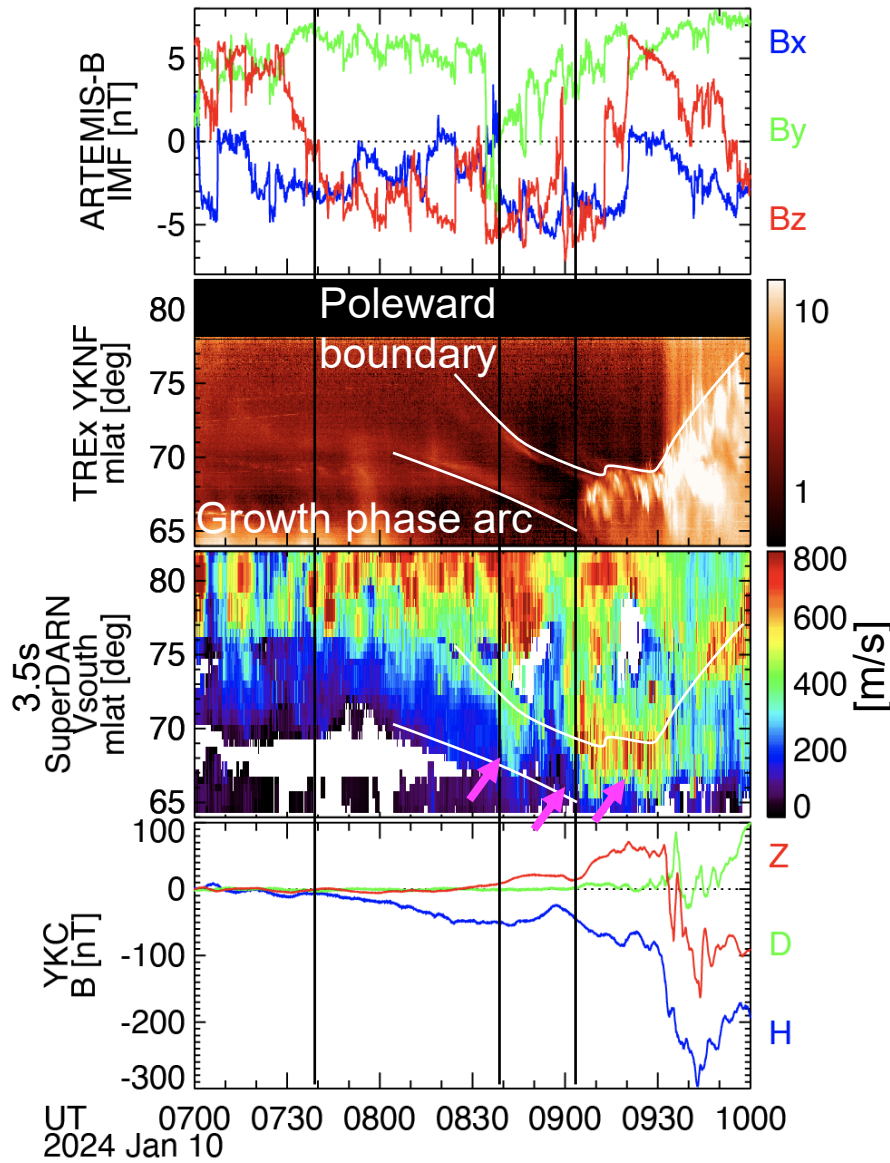 ARTEMIS-B
IMF [nT]
5
0
-5
Bx
By
Bz
TREx YKNF
mlat [deg]
80
75
70
65
Poleward
boundary
Growth phase arc
10
1
3.5s
SuperDARN
Vsouth
mlat [deg]
80
75
70
65
800
600
400
200
0
[m/s]
YKC
B [nT]
100
0
-100
-200
-300
Z
D
H
UT 0700 0730 0800 0830 0900 0930 1000
2024 Jan 10